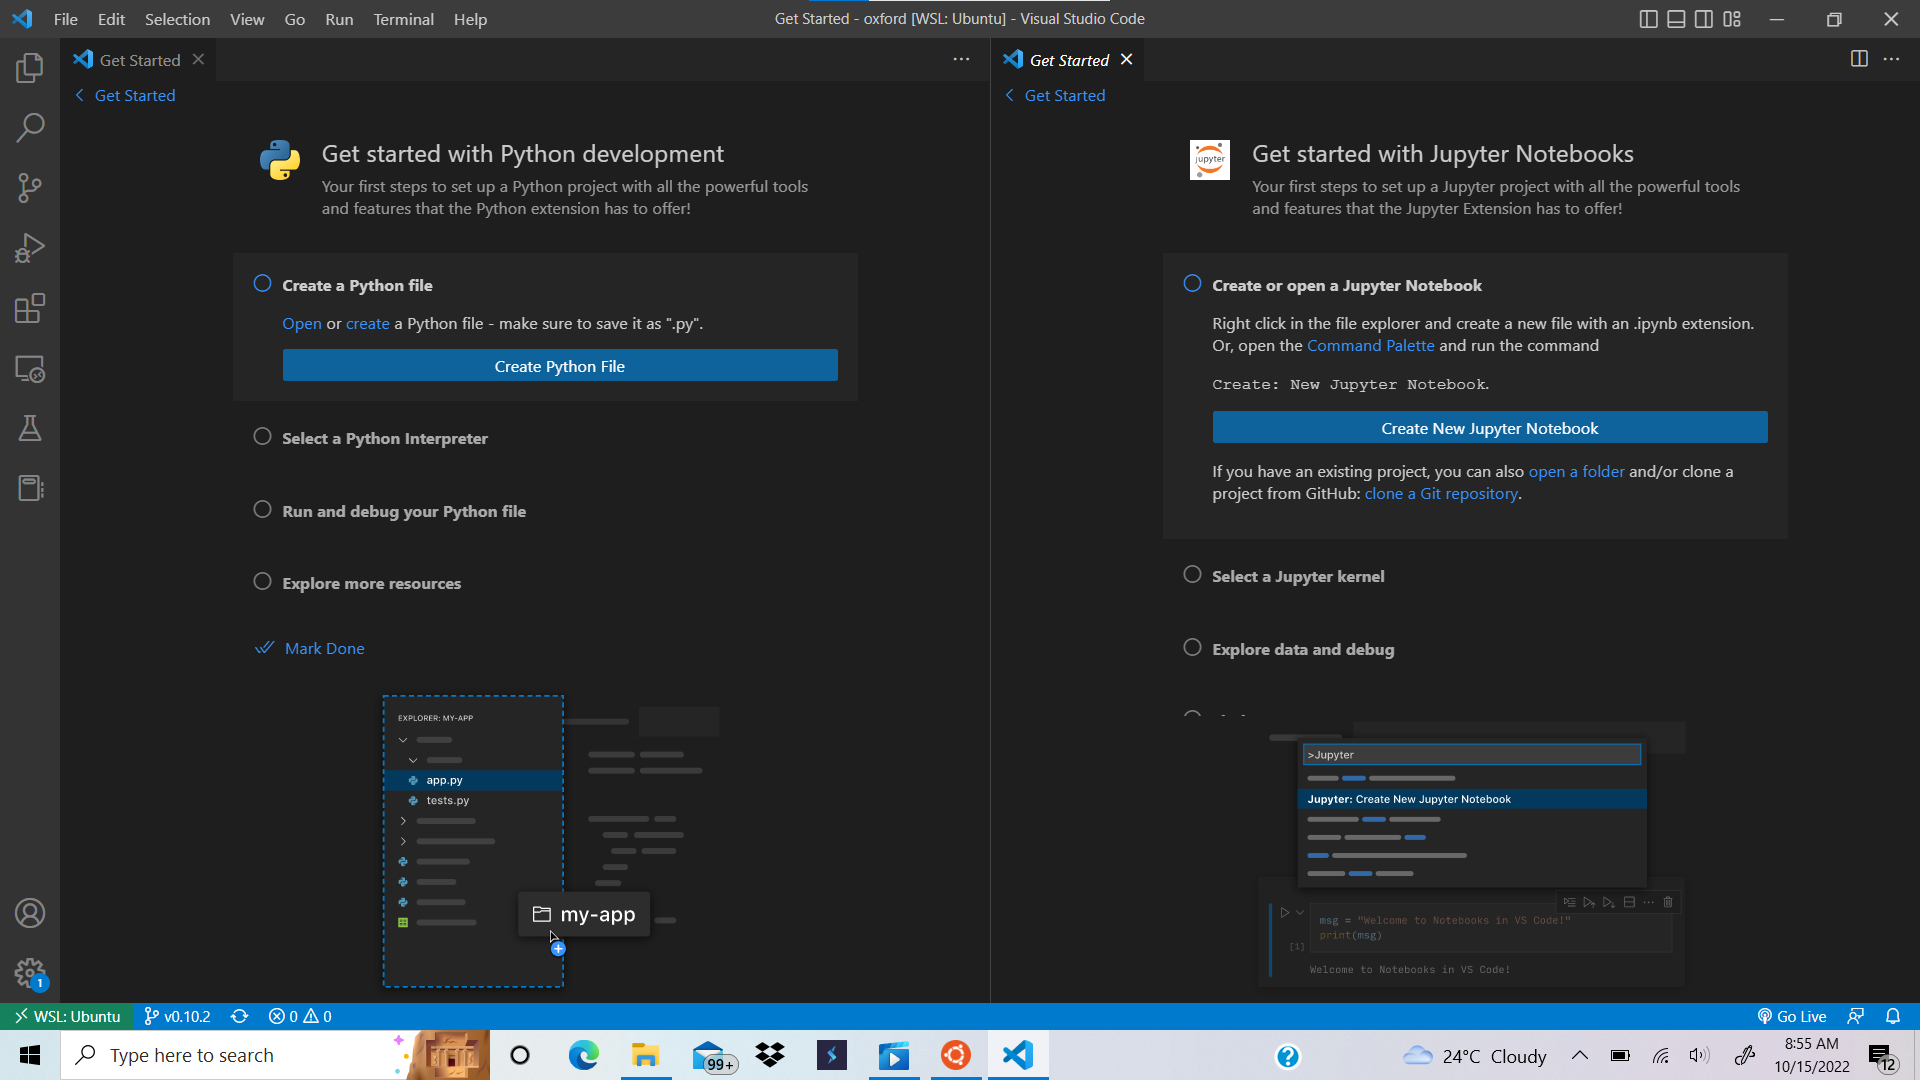 File Edit Selection View Go Run Terminal Help
Get Started - oxford [WSL: Ubuntu] - Visual Studio Code
Get Started
Get Started
Get started with Python development
Your first steps to set up a Python project with all the powerful tools
and features that the Python extension has to offer!
Create a Python file
Open or create a Python file - make sure to save it as ".py".
Create Python File
Select a Python Interpreter
Run and debug your Python file
Explore more resources
Mark Done
EXPLORER: MY-APP
app.py
tests.py
my-app
Get Started
Get Started
jupyter
Get started with Jupyter Notebooks
Your first steps to set up a Jupyter project with all the powerful tools
and features that the Jupyter Extension has to offer!
Create or open a Jupyter Notebook
Right click in the file explorer and create a new file with an .ipynb extension.
Or, open the Command Palette and run the command
Create: New Jupyter Notebook.
Create New Jupyter Notebook
If you have an existing project, you can also open a folder and/or clone a
project from GitHub: clone a Git repository.
Select a Jupyter kernel
Explore data and debug
>Jupyter
Jupyter: Create New Jupyter Notebook
msg = "Welcome to Notebooks in VS Code!"
print(msg)
[1]
Welcome to Notebooks in VS Code!
1
WSL: Ubuntu v0.10.2 0 0 Go Live
Type here to search
99+
24°C Cloudy
8:55 AM
10/15/2022
12